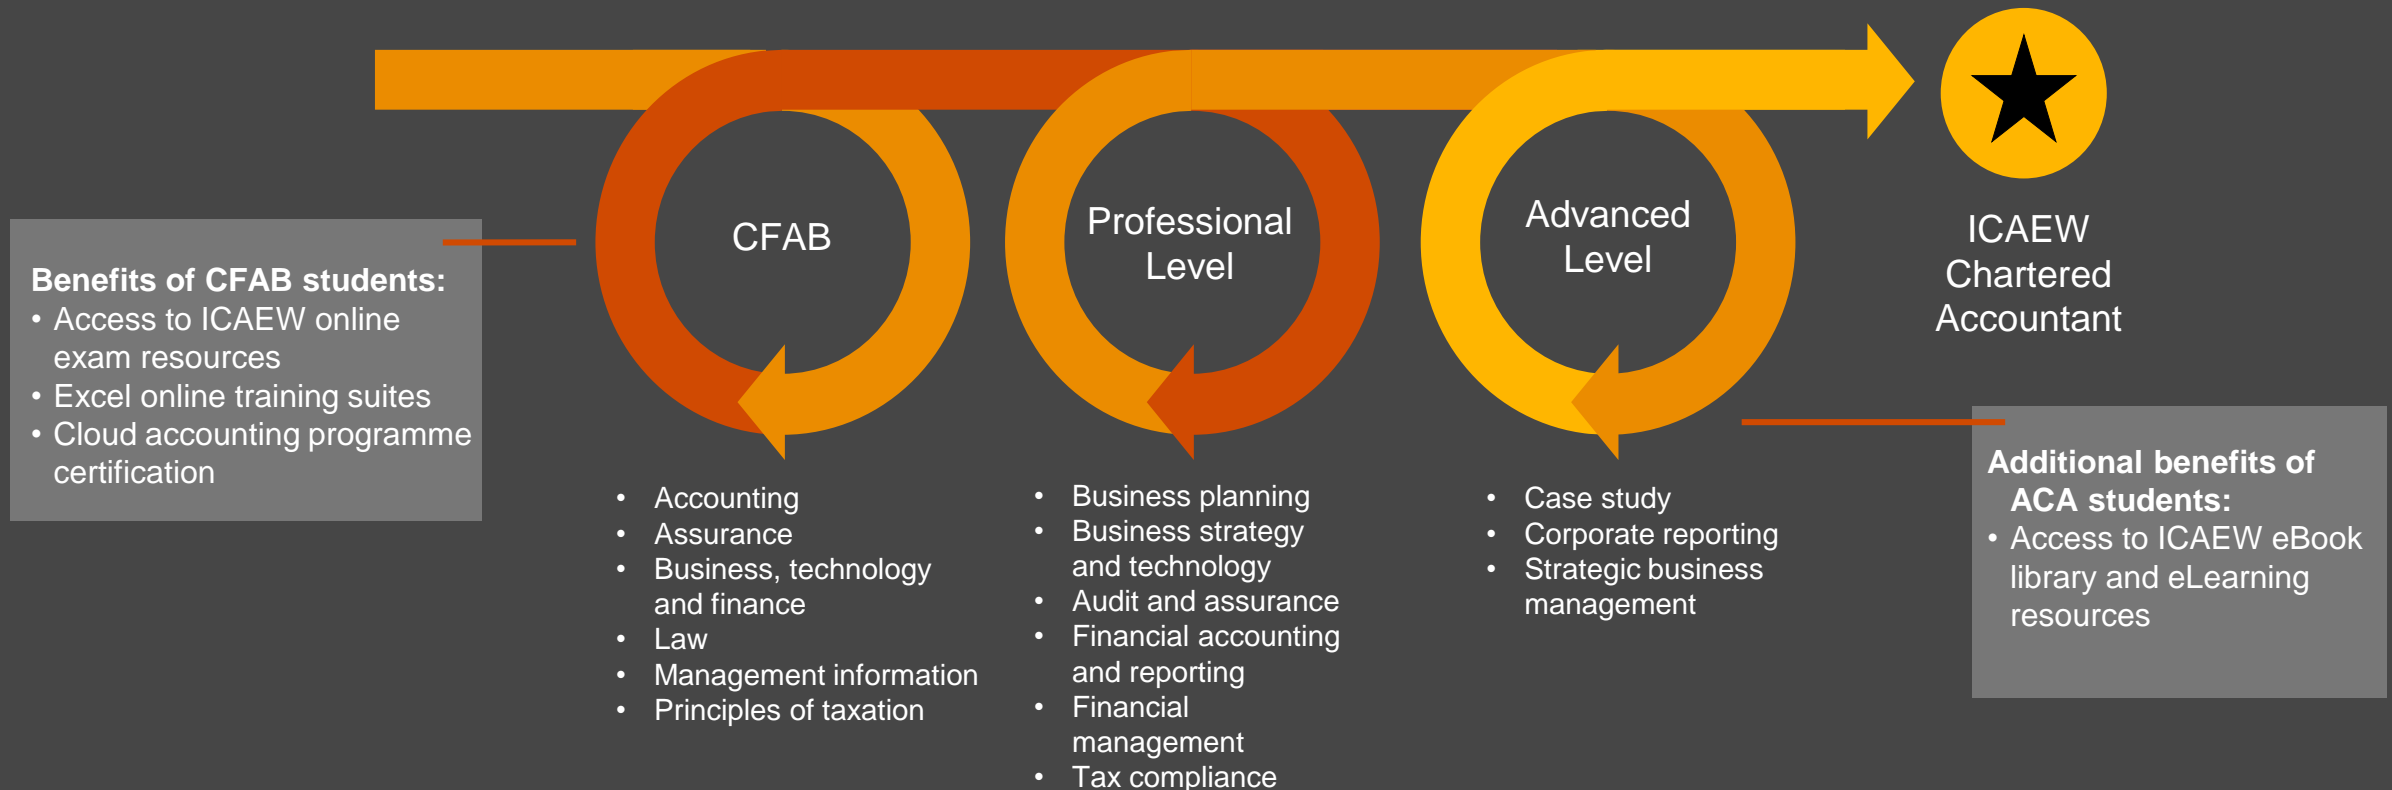 CFAB
Professional
Level
Advanced
Level
ICAEW
Chartered
Accountant
Benefits of CFAB students:
• Access to ICAEW online
exam resources
• Excel online training suites
• Cloud accounting programme
certification
• Accounting
• Assurance
• Business, technology
and finance
• Law
• Management information
• Principles of taxation
• Business planning
• Business strategy
and technology
• Audit and assurance
• Financial accounting
and reporting
• Financial
management
• Tax compliance
• Case study
• Corporate reporting
• Strategic business
management
Additional benefits of
ACA students:
• Access to ICAEW eBook
library and eLearning
resources